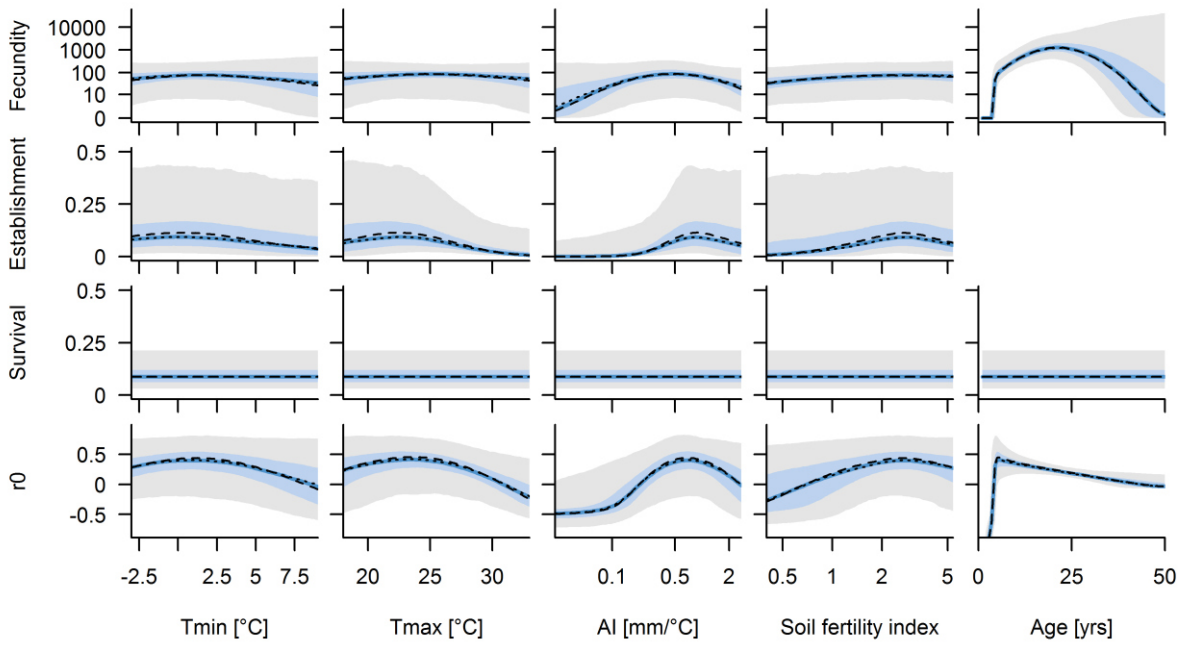 Fecundity
10000
1000
100
10
0
Establishment
0.5
0.25
0
Survival
0.5
0.25
0
r0
0.5
0
-0.5
-2.5 2.5 5 7.5
20 25 30
0.1 0.5 2
0.5 1 2 5
0 25 50
Tmin [°C]
Tmax [°C]
AI [mm/°C]
Soil fertility index
Age [yrs]